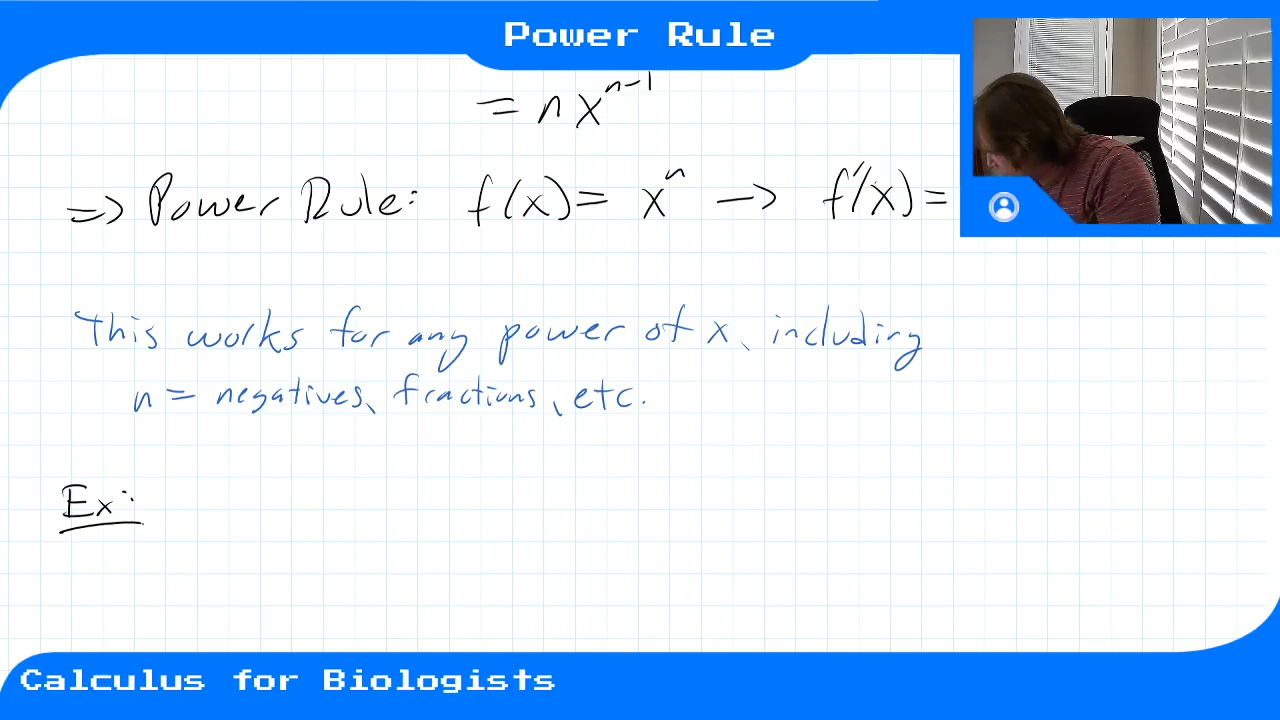 Power Rule
= n x^{n-1}
=> Power Rule: f(x) = x^n -> f'(x) =
This works for any power of x, including
n = negatives, fractions, etc.
Ex:
Calculus for Biologists